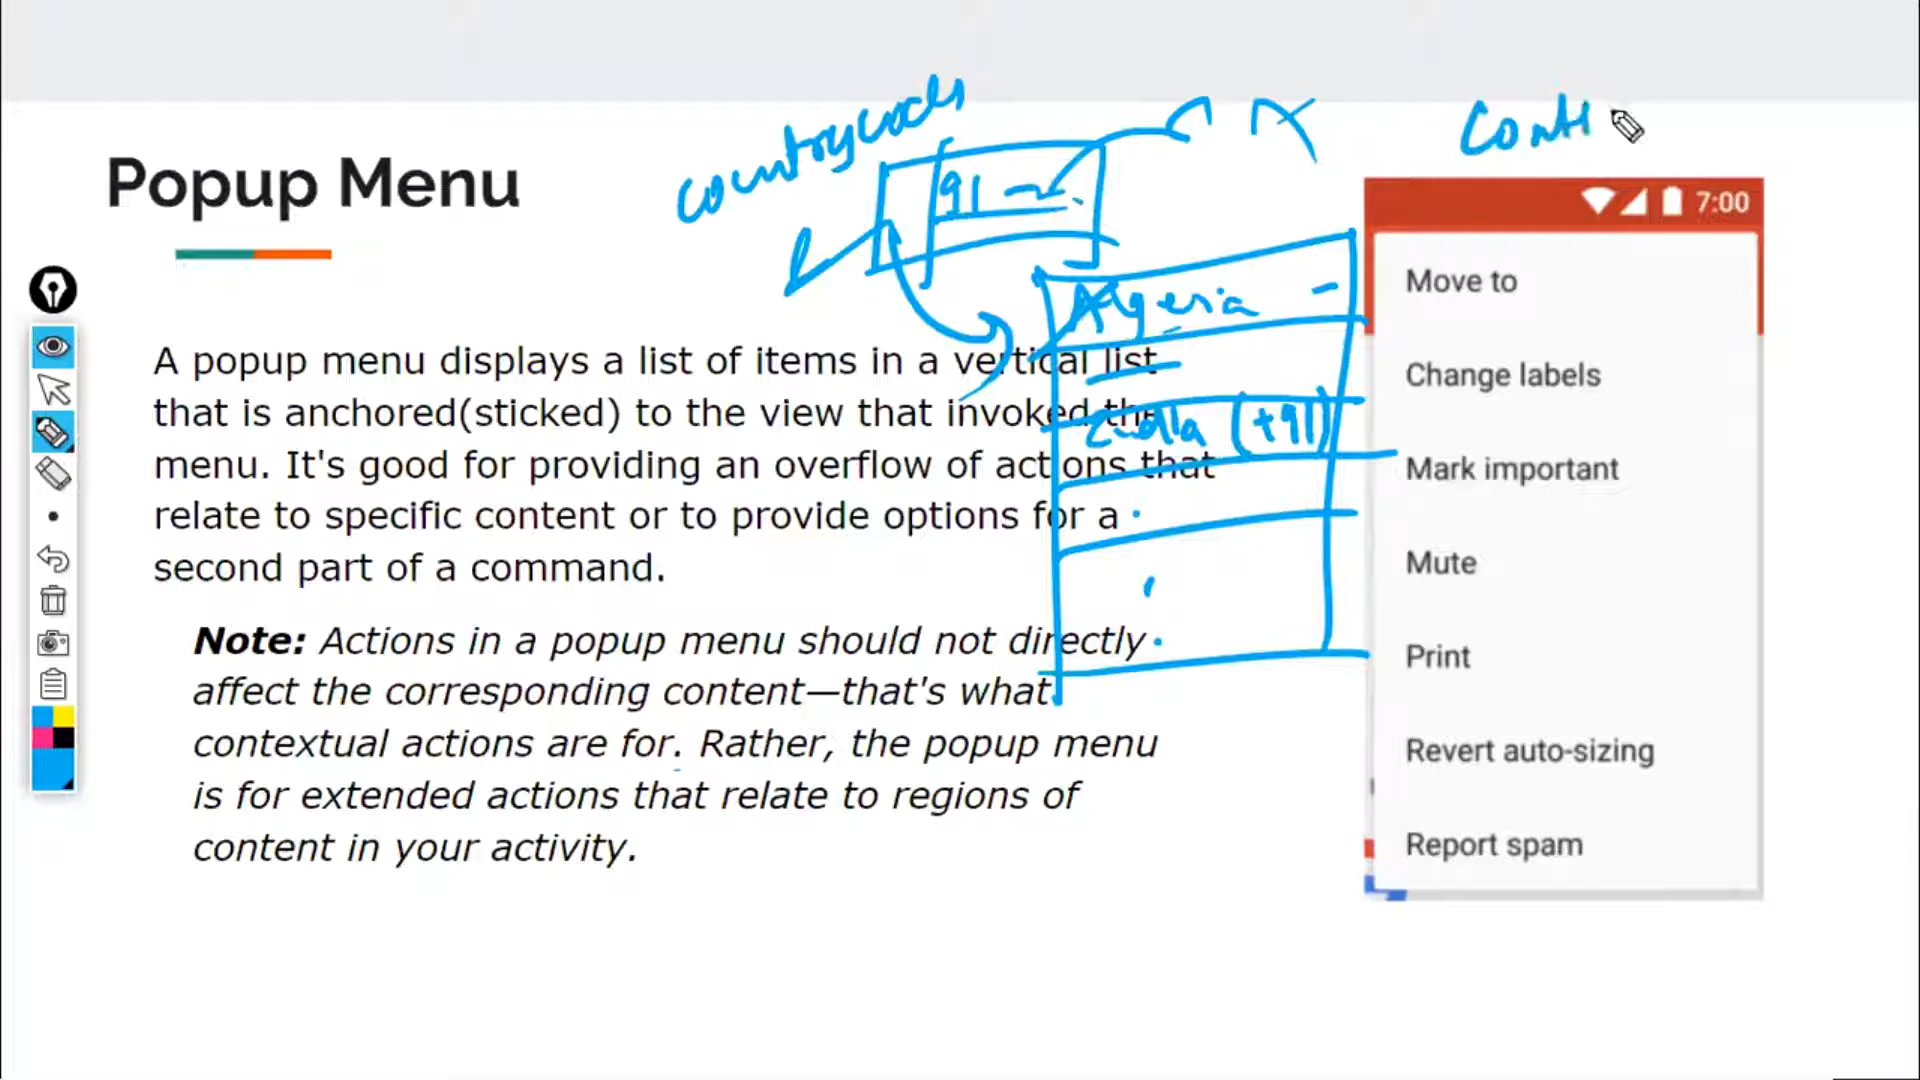 Popup Menu
country code
91
Algeria
India (+91)
Conte
7:00
A popup menu displays a list of items in a vertical list
that is anchored(sticked) to the view that invoked the
menu. It's good for providing an overflow of actions that
relate to specific content or to provide options for a
second part of a command.
Note: Actions in a popup menu should not directly
affect the corresponding content—that's what
contextual actions are for. Rather, the popup menu
is for extended actions that relate to regions of
content in your activity.
Move to
Change labels
Mark important
Mute
Print
Revert auto-sizing
Report spam